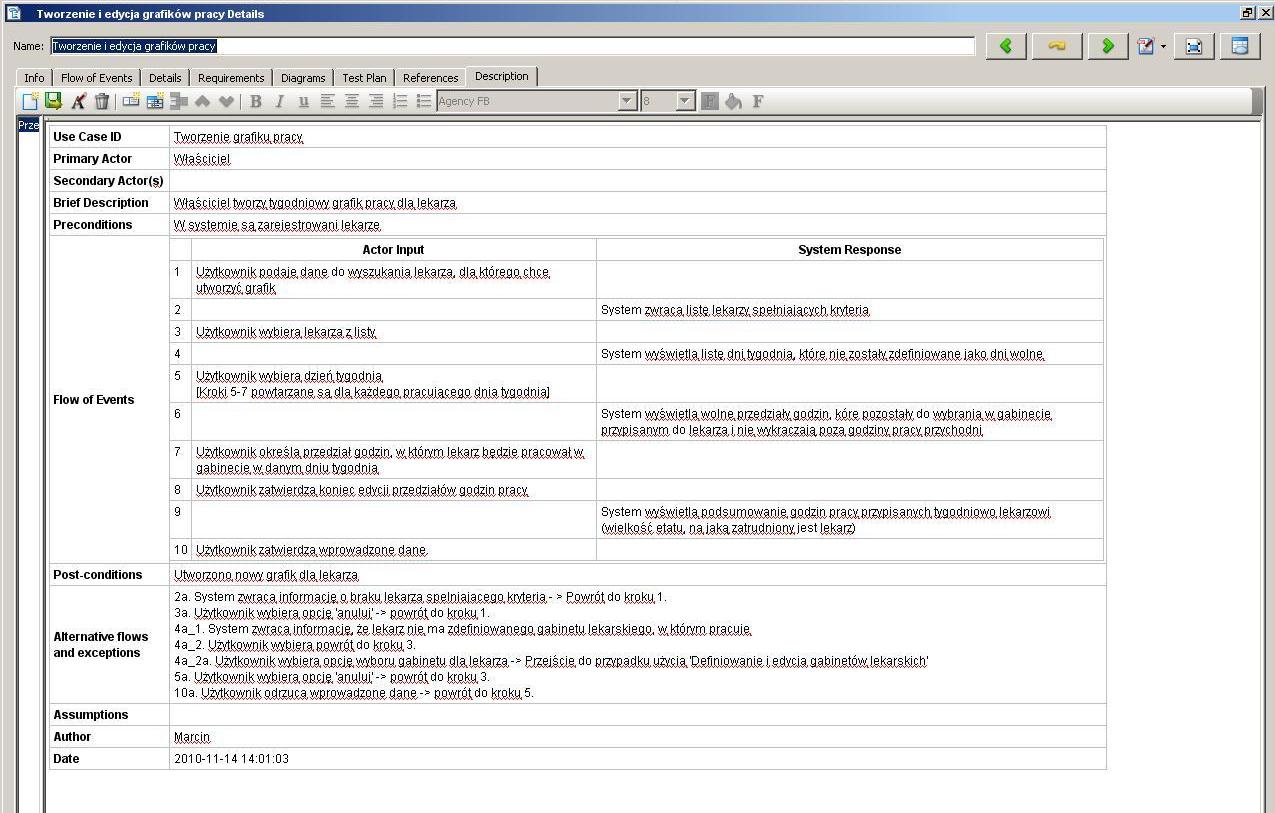 Tworzenie i edycja grafików pracy Details
Name: Tworzenie i edycja grafików pracy
Info Flow of Events Details Requirements Diagrams Test Plan References Description
B I u Agency FB 8 F F
Prze
Use Case ID Tworzenie grafiku pracy
Primary Actor Właściciel
Secondary Actor(s)
Brief Description Właściciel tworzy tygodniowy grafik pracy dla lekarza
Preconditions W systemie są zarejestrowani lekarze
Flow of Events
Actor Input System Response
1 Użytkownik podaje dane do wyszukania lekarza, dla którego chce
utworzyć grafik
2 System zwraca listę lekarzy spełniających kryteria
3 Użytkownik wybiera lekarza z listy
4 System wyświetla listę dni tygodnia, które nie zostały zdefiniowane jako dni wolne
5 Użytkownik wybiera dzień tygodnia
[Kroki 5-7 powtarzane są dla każdego pracującego dnia tygodnia]
6 System wyświetla wolne przedziały godzin, kóre pozostały do wybrania w gabinecie
przypisanym do lekarza i nie wykraczają poza godziny pracy przychodni
7 Użytkownik określa przedział godzin, w którym lekarz będzie pracował w
gabinecie w danym dniu tygodnia
8 Użytkownik zatwierdza koniec edycji przedziałów godzin pracy
9 System wyświetla podsumowanie godzin pracy przypisanych tygodniowo lekarzowi
(wielkość etatu, na jaką zatrudniony jest lekarz)
10 Użytkownik zatwierdza wprowadzone dane.
Post-conditions Utworzono nowy grafik dla lekarza
Alternative flows
and exceptions
2a. System zwraca informację o braku lekarza spełniającego kryteria - > Powrót do kroku 1.
3a. Użytkownik wybiera opcję 'anuluj' -> powrót do kroku 1.
4a_1. System zwraca informację, że lekarz nie ma zdefiniowanego gabinetu lekarskiego, w którym pracuje
4a_2. Użytkownik wybiera powrót do kroku 3.
4a_2a. Użytkownik wybiera opcję wyboru gabinetu dla lekarza -> Przejście do przypadku użycia 'Definiowanie i edycja gabinetów lekarskich'
5a. Użytkownik wybiera opcję 'anuluj' -> powrót do kroku 3.
10a. Użytkownik odrzuca wprowadzone dane -> powrót do kroku 5.
Assumptions
Author Marcin
Date 2010-11-14 14:01:03